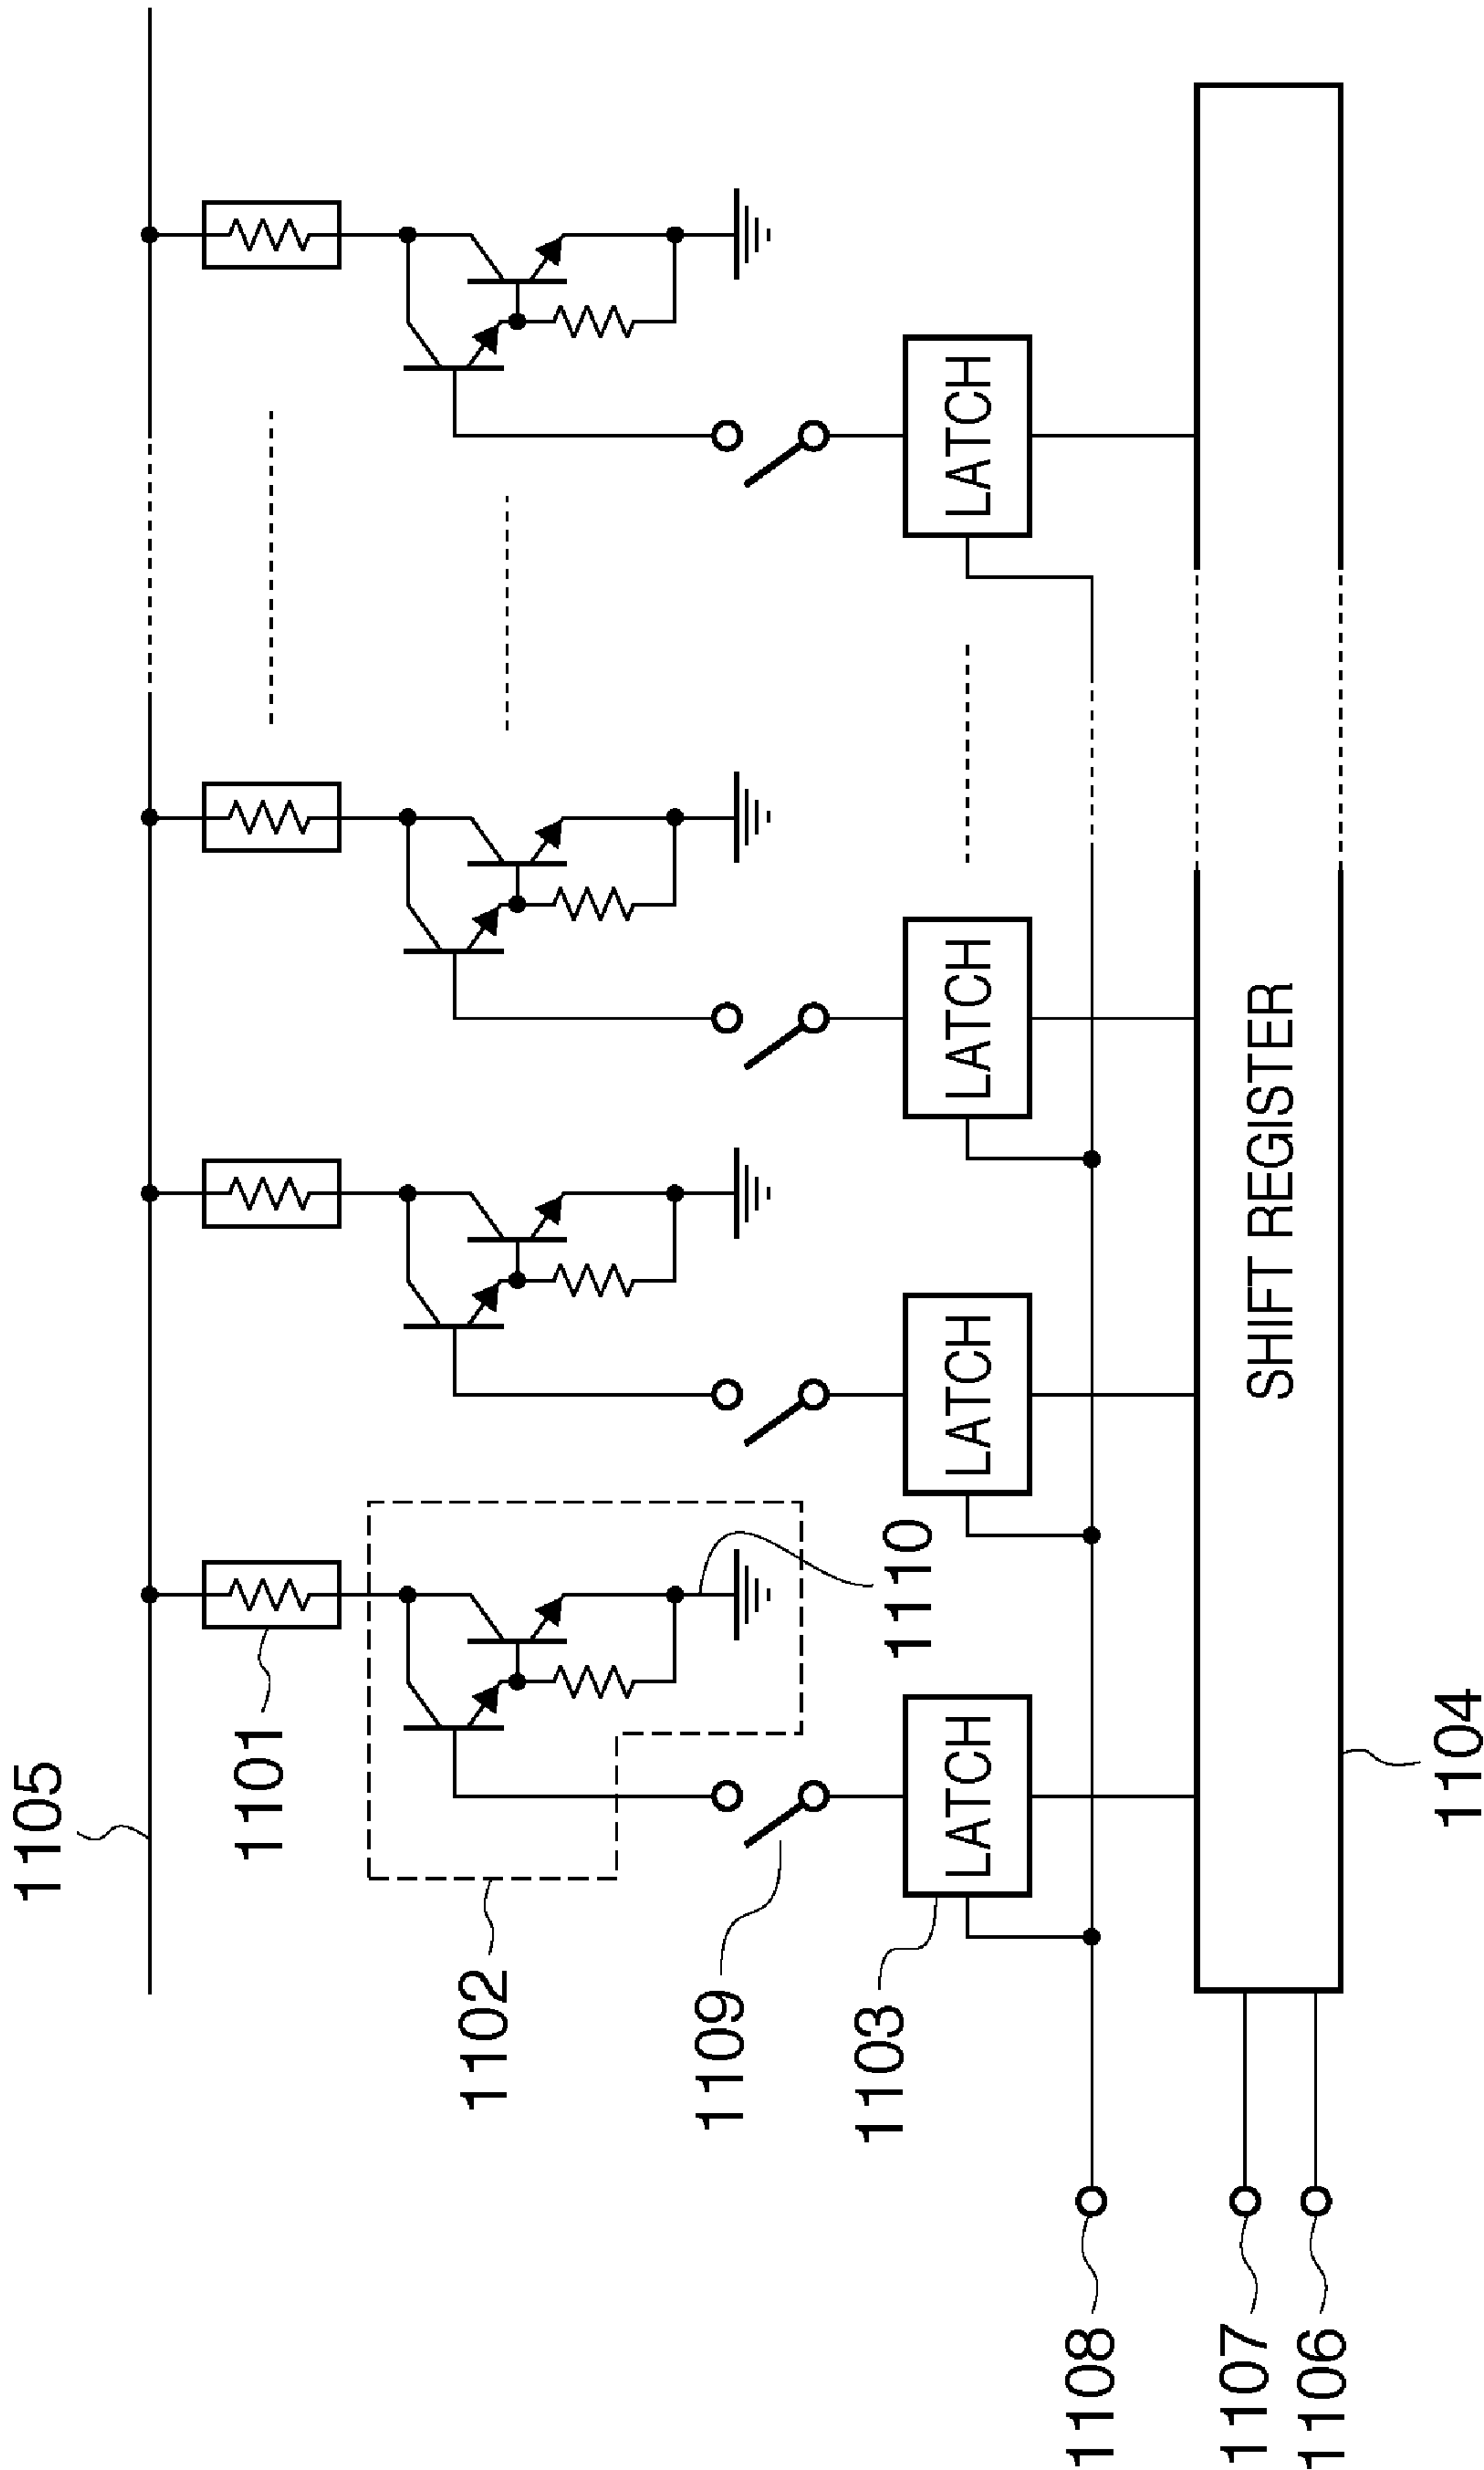 1105
1101
1102
1110
1109
1103
LATCH
LATCH
LATCH
LATCH
1108
SHIFT REGISTER
1107
1106
1104